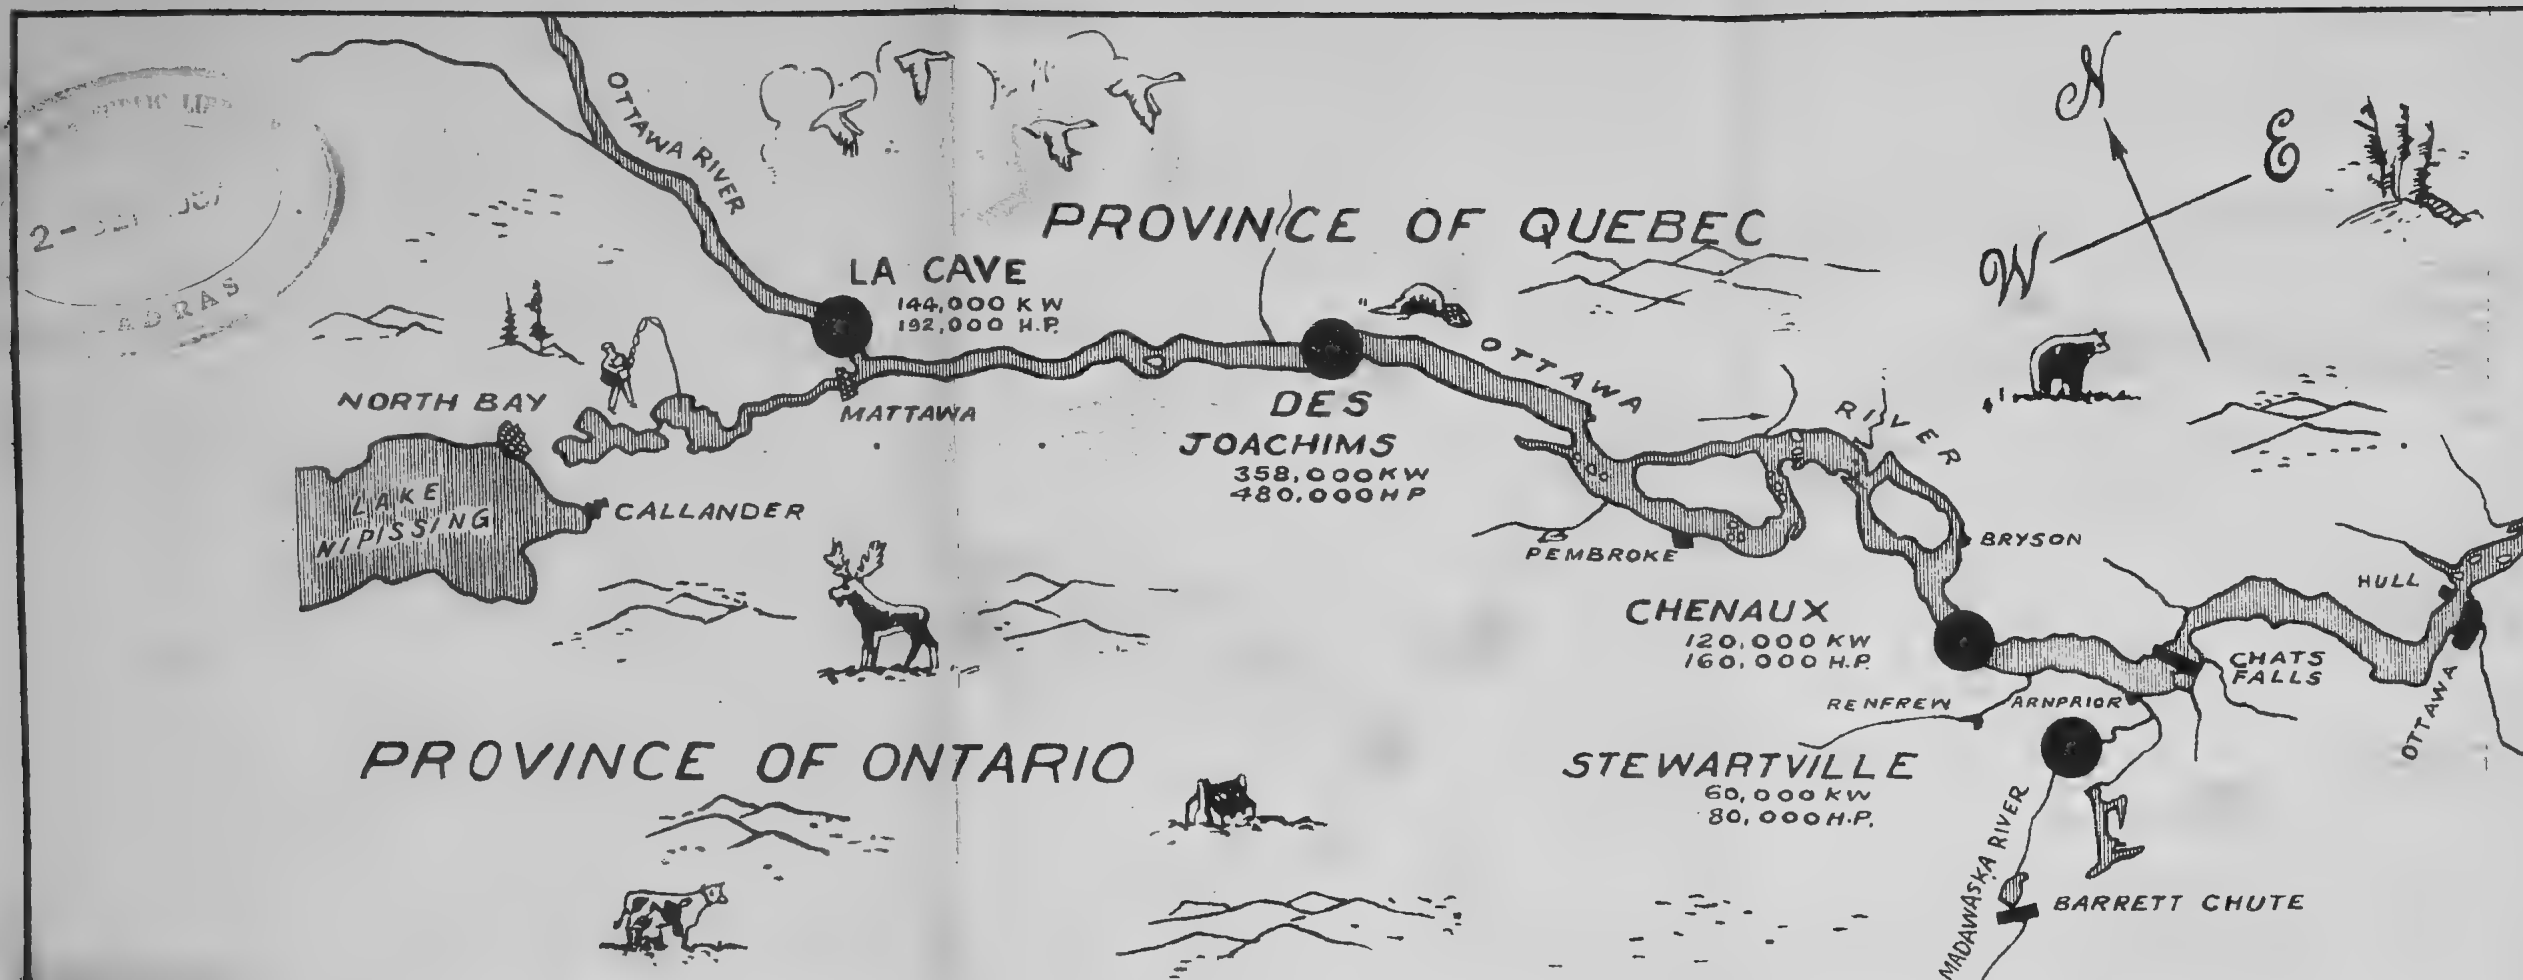 OTTAWA RIVER
N
E
W
PROVINCE OF QUEBEC
LA CAVE
144,000 KW
192,000 H.P.
2-
MATTAWA
NORTH BAY
LAKE
NIPISSING
CALLANDER
DES
JOACHIMS
358,000 KW
480,000 H P
OTTAWA RIVER
PEMBROKE
BRYSON
HULL
CHENAUX
120,000 KW
160,000 H.P.
CHATS
FALLS
OTTAWA
RENFREW
ARNPRIOR
PROVINCE OF ONTARIO
STEWARTVILLE
60,000 KW
80,000 H.P.
MADAWASKA RIVER
BARRETT CHUTE